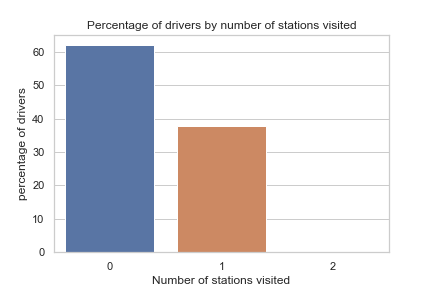 Percentage of drivers by number of stations visited
percentage of drivers
60
50
40
30
20
10
0
0 1 2
Number of stations visited